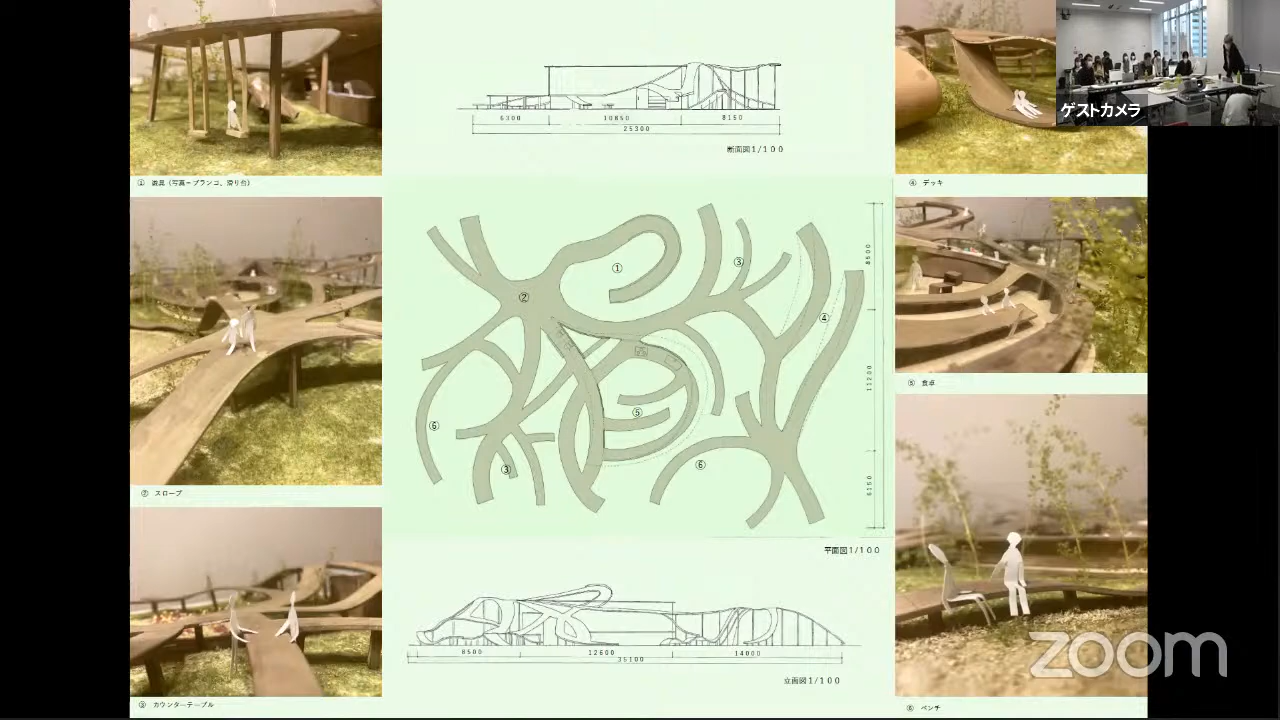 ① 遊具（写真＝ブランコ、滑り台）
② スロープ
③ カウンターテーブル
6300
10850
8150
25300
断面図1/100
①
②
③
④
⑤
⑥
③
⑥
8500
11200
6150
平面図1/100
8500
12600
14000
35100
立面図1/100
④ デッキ
⑤ 食卓
⑥ ベンチ
ゲストカメラ
zoom